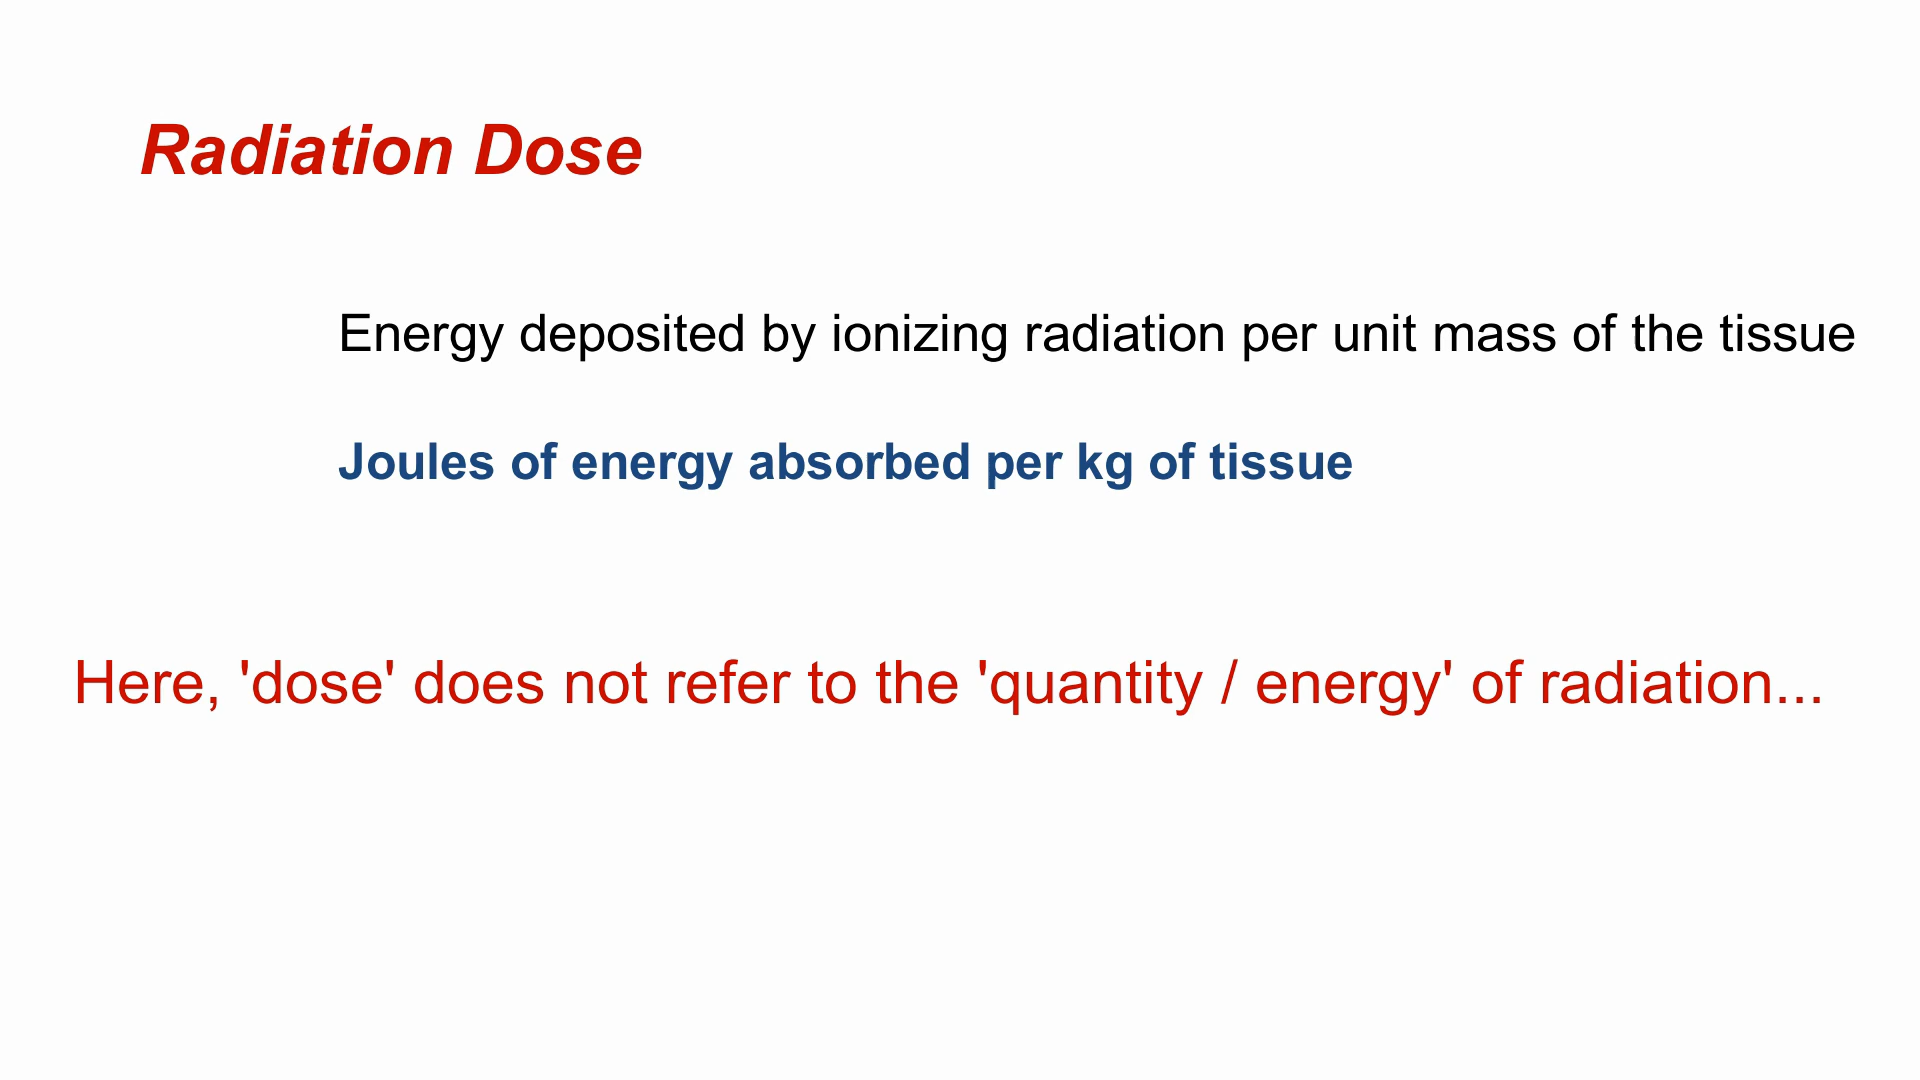 Radiation Dose
Energy deposited by ionizing radiation per unit mass of the tissue
Joules of energy absorbed per kg of tissue
Here, 'dose' does not refer to the 'quantity / energy' of radiation...